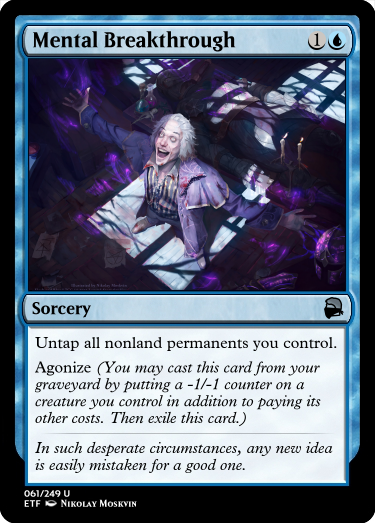 Mental Breakthrough
1
Sorcery
Untap all nonland permanents you control.
Agonize (You may cast this card from your
graveyard by putting a -1/-1 counter on a
creature you control in addition to paying its
other costs. Then exile this card.)
In such desperate circumstances, any new idea
is easily mistaken for a good one.
061/249 U
ETF Nikolay Moskvin